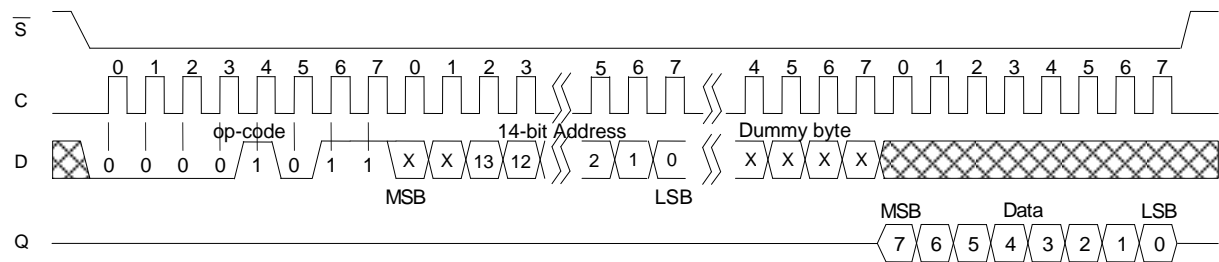 S
0 1 2 3 4 5 6 7 0 1 2 3 5 6 7 4 5 6 7 0 1 2 3 4 5 6 7
C
op-code 14-bit Address Dummy byte
D 0 0 0 0 1 0 1 1 X X 13 12 2 1 0 X X X X
MSB LSB
MSB Data LSB
Q 7 6 5 4 3 2 1 0